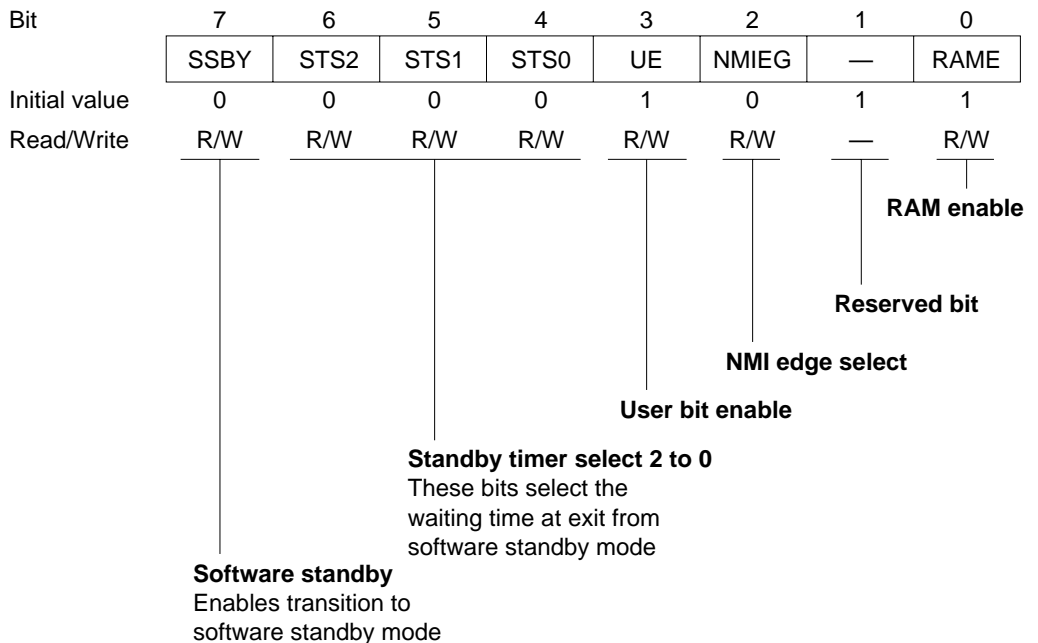 Bit 7 6 5 4 3 2 1 0
SSBY STS2 STS1 STS0 UE NMIEG — RAME
Initial value 0 0 0 0 1 0 1 1
Read/Write R/W R/W R/W R/W R/W R/W — R/W
RAM enable
Reserved bit
NMI edge select
User bit enable
Standby timer select 2 to 0
These bits select the
waiting time at exit from
software standby mode
Software standby
Enables transition to
software standby mode